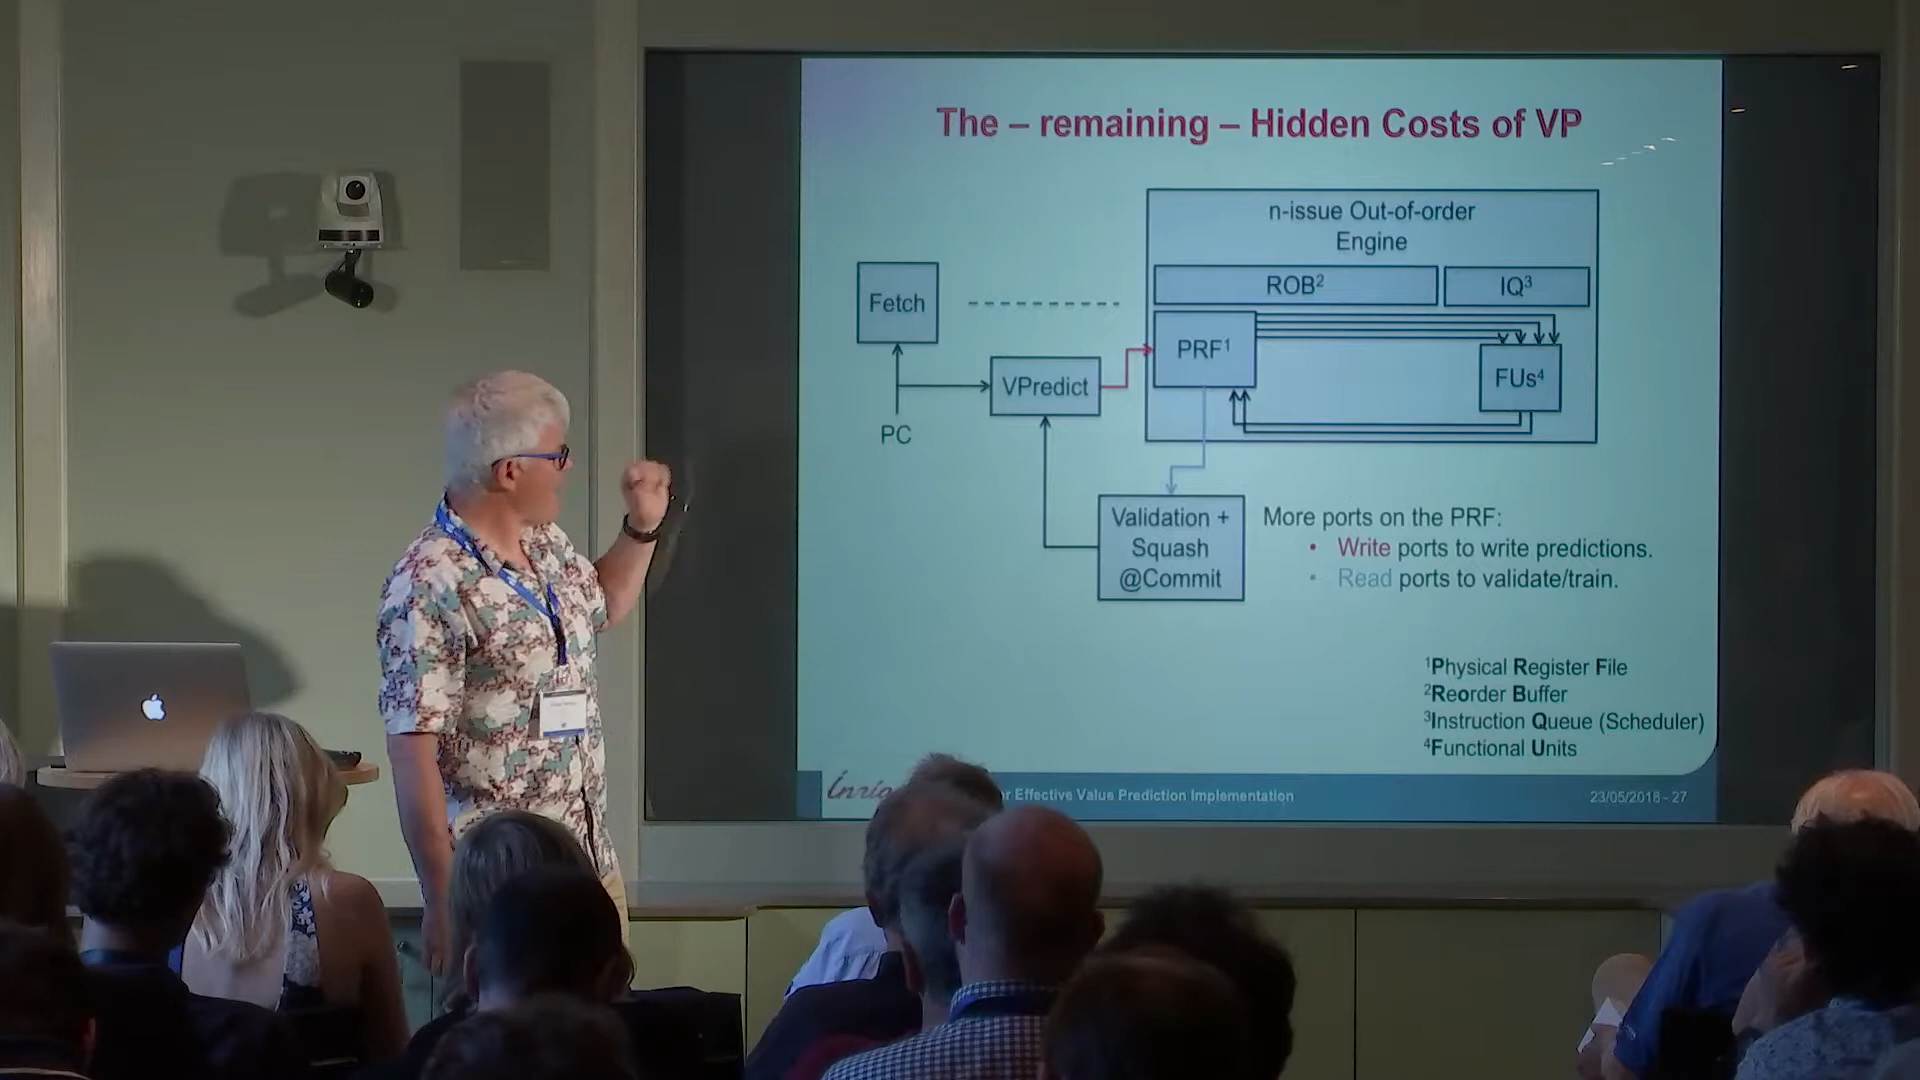 The – remaining – Hidden Costs of VP
n-issue Out-of-order
Engine
ROB²
IQ³
Fetch
PRF¹
VPredict
FUs⁴
PC
Validation +
Squash
@Commit
More ports on the PRF:
• Write ports to write predictions.
• Read ports to validate/train.
¹Physical Register File
²Reorder Buffer
³Instruction Queue (Scheduler)
⁴Functional Units
Inria
Effective Value Prediction Implementation
23/05/2018 - 27